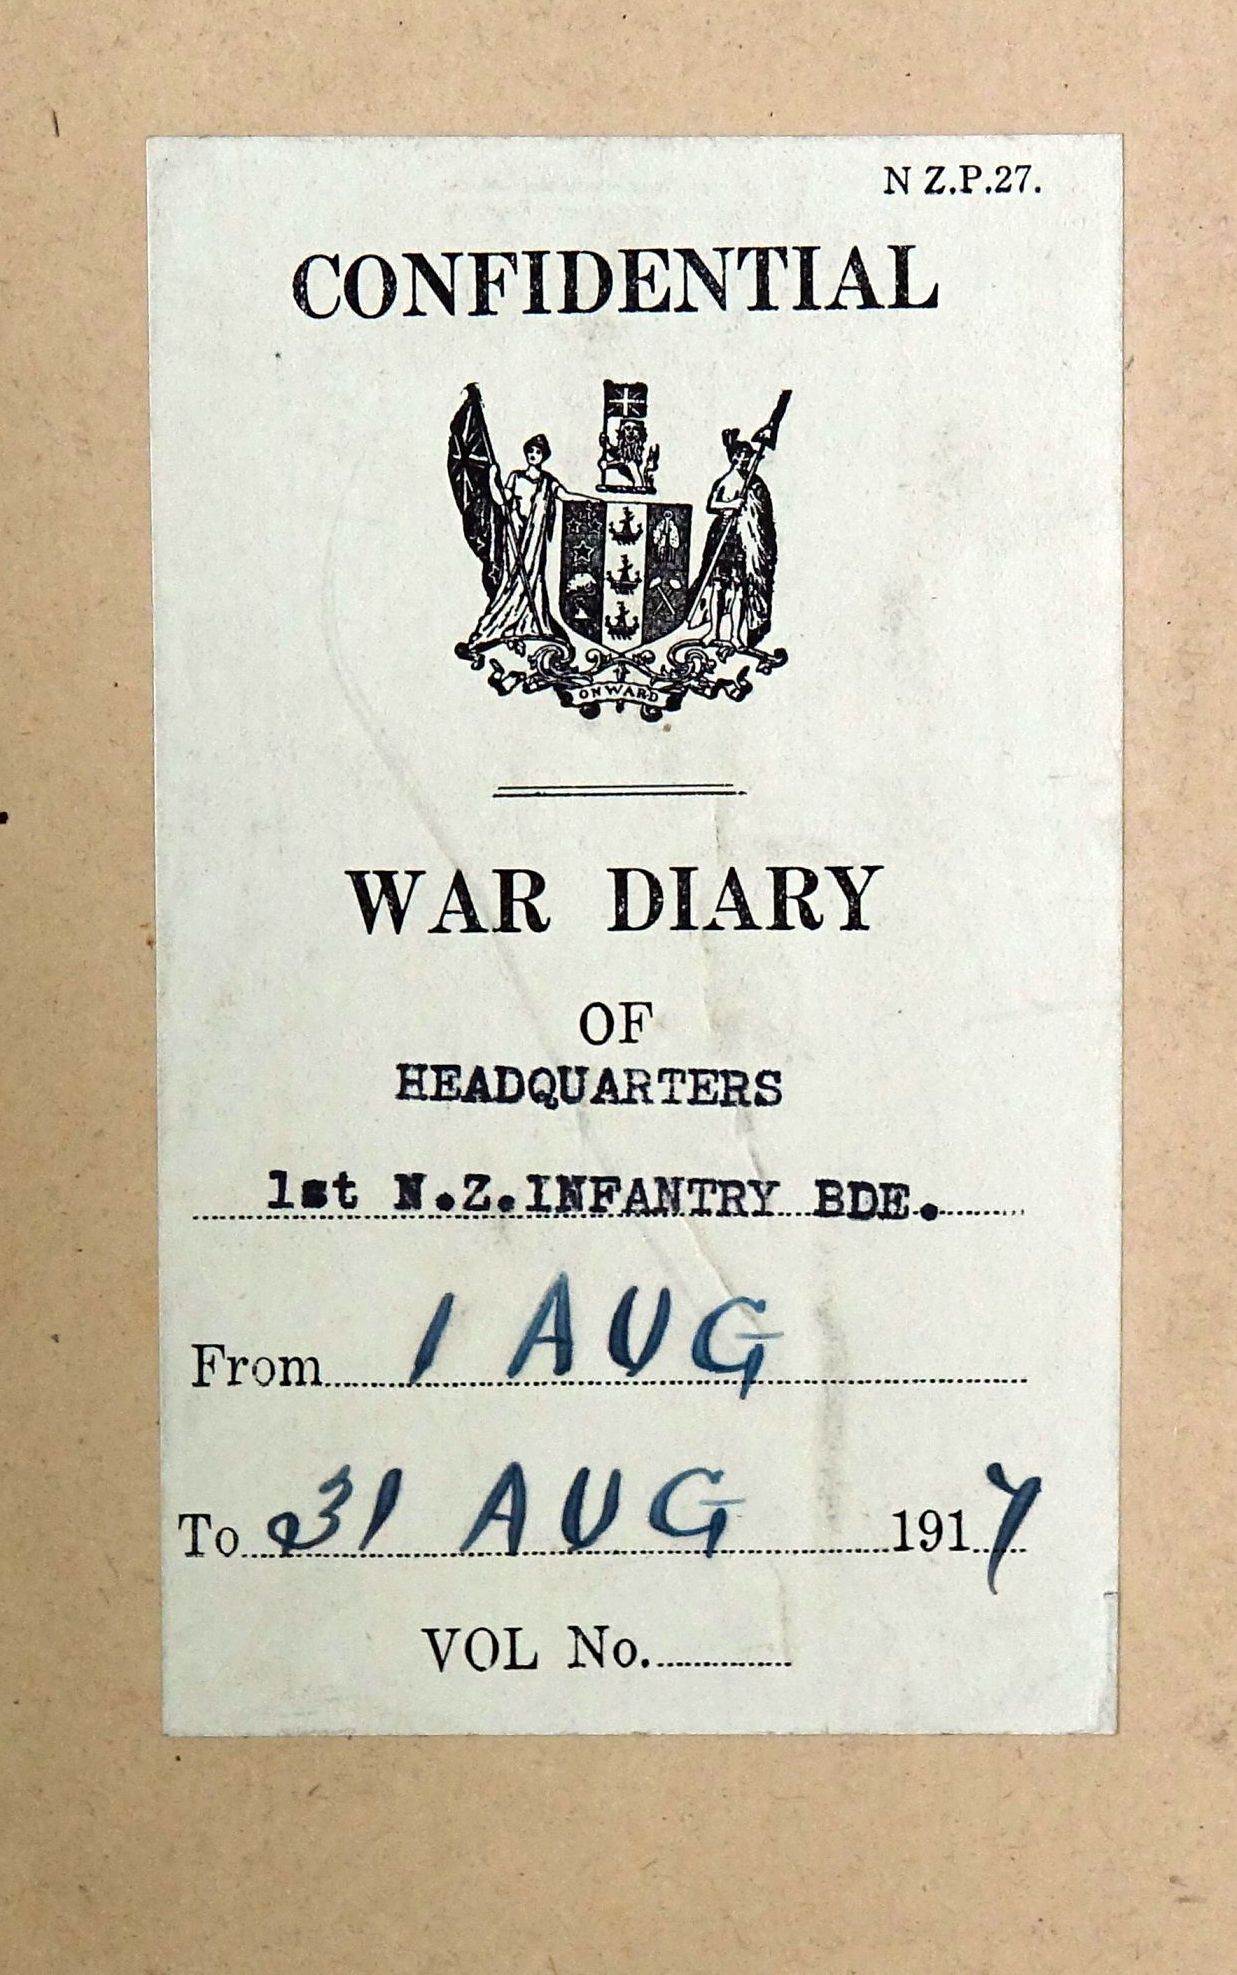 N Z.P.27.
CONFIDENTIAL
ONWARD
WAR DIARY
OF
HEADQUARTERS
1st N.Z.INFANTRY BDE.
From 1 AUG
To 31 AUG 1917
VOL No.